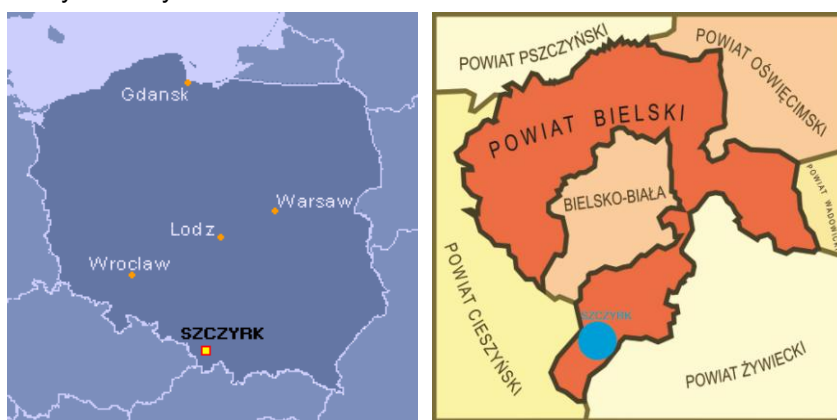 Gdansk
Warsaw
Lodz
Wroclaw
SZCZYRK
POWIAT PSZCZYŃSKI
POWIAT OŚWIĘCIMSKI
POWIAT BIELSKI
BIELSKO-BIAŁA
POWIAT CIESZYŃSKI
SZCZYRK
POWIAT ŻYWIECKI